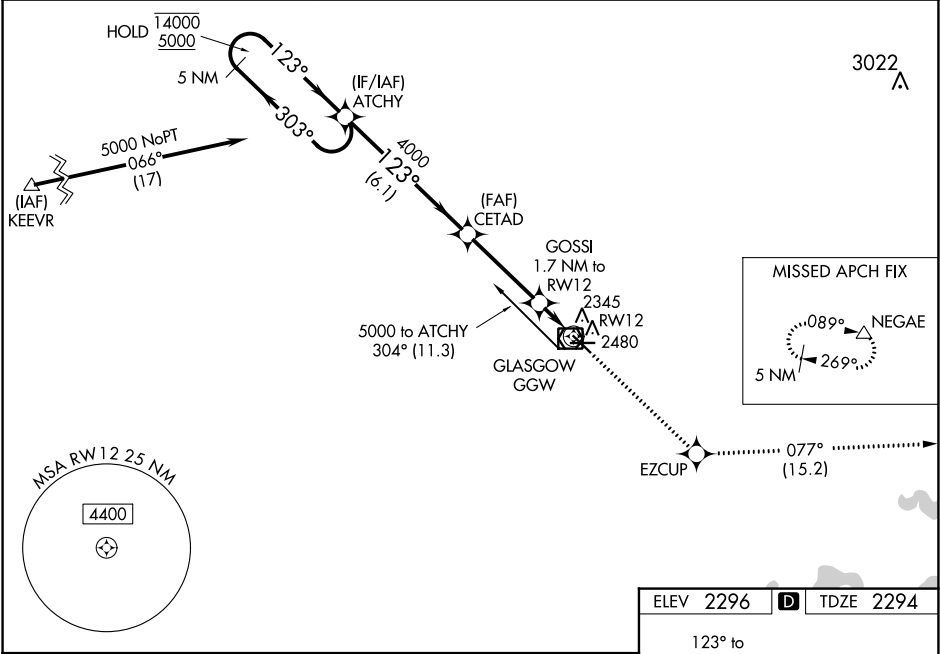 HOLD 14000
5000
5 NM
123°
303°
(IF/IAF)
ATCHY
3022
5000 NoPT
066°
(17)
(IAF)
KEEVR
4000
123°
(6.1)
(FAF)
CETAD
GOSSI
1.7 NM to
RW12
2345
RW12
2480
5000 to ATCHY
304° (11.3)
GLASGOW
GGW
MISSED APCH FIX
089°
NEGAE
269°
5 NM
EZCUP
077°
(15.2)
MSA RW12 25 NM
4400
ELEV 2296 D TDZE 2294
123° to